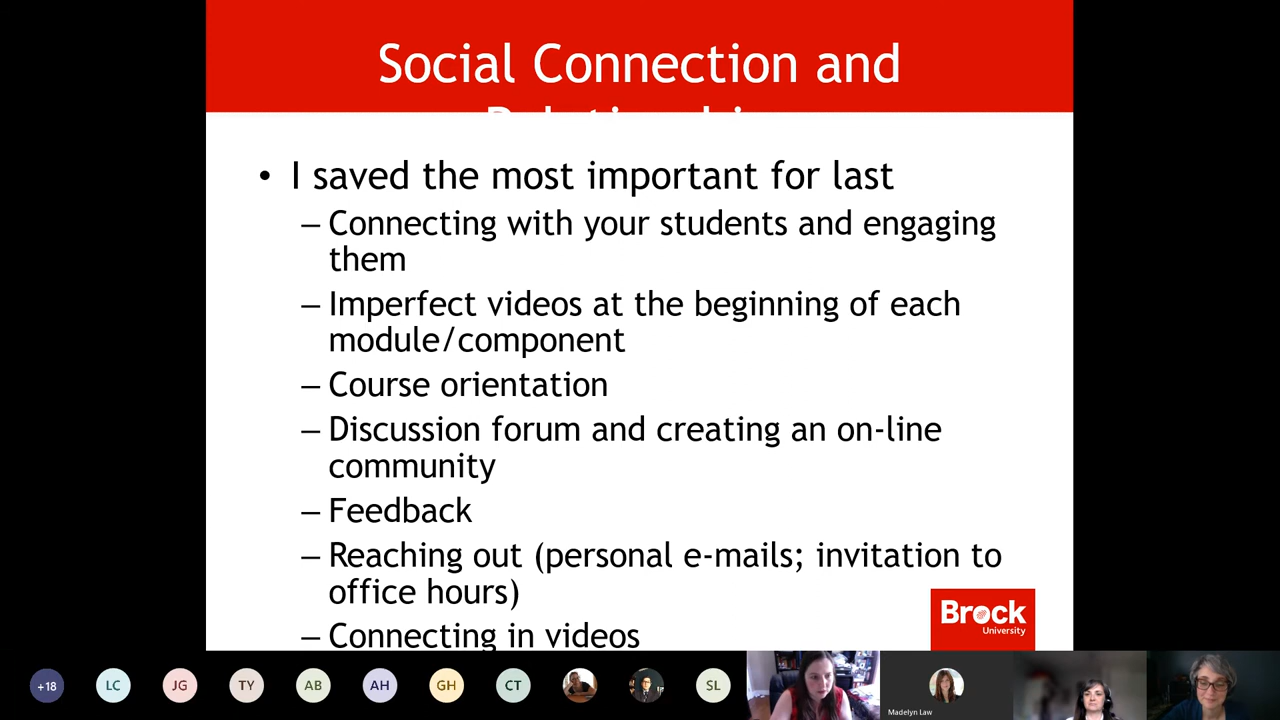 Social Connection and
• I saved the most important for last
– Connecting with your students and engaging
them
– Imperfect videos at the beginning of each
module/component
– Course orientation
– Discussion forum and creating an on-line
community
– Feedback
– Reaching out (personal e-mails; invitation to
office hours)
– Connecting in videos
Brock
University
+18
LC
JG
TY
AB
AH
GH
CT
SL
Madelyn Law